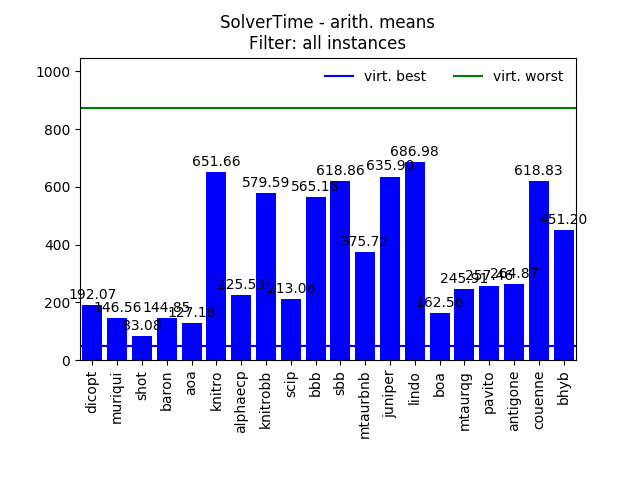 SolverTime - arith. means
Filter: all instances
virt. best
virt. worst
1000
800
600
400
200
0
192.07
146.56
83.08
144.85
127.18
651.66
225.53
579.59
213.06
565.16
618.86
375.72
635.90
686.98
162.56
245.91
257.46
264.87
618.83
451.20
dicopt
muriqui
shot
baron
aoa
knitro
alphaecp
knitrobb
scip
bbb
sbb
mtaurbnb
juniper
lindo
boa
mtaurqg
pavito
antigone
couenne
bhyb